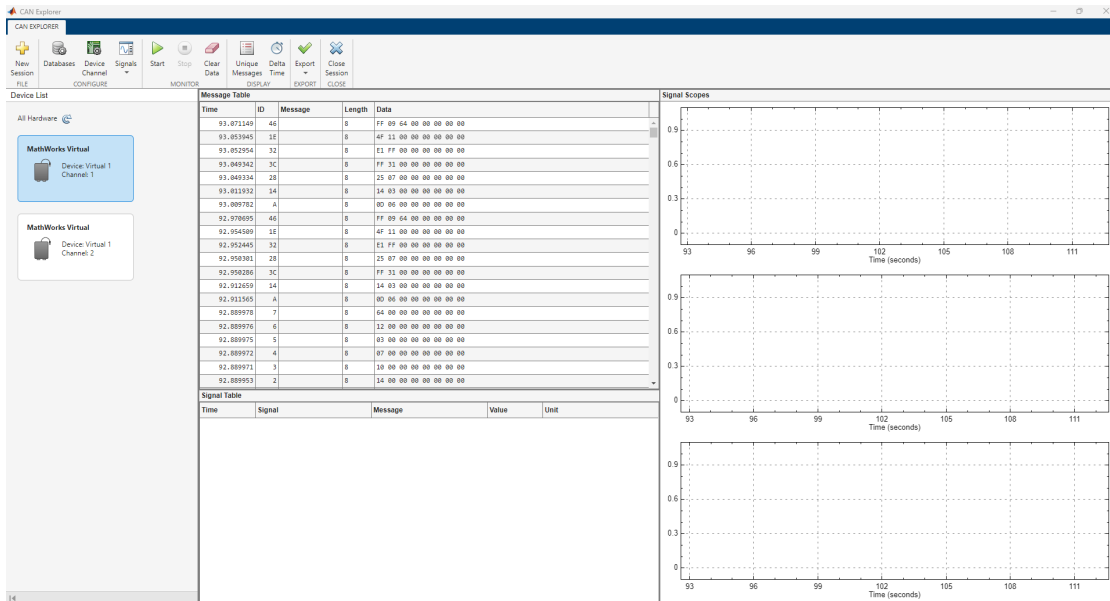 CAN Explorer
CAN EXPLORER
New Session
Databases
Device Channel
Signals
Start
Stop
Clear Data
Unique Messages
Delta Time
Export
Close Session
FILE
CONFIGURE
MONITOR
DISPLAY
EXPORT
CLOSE
Device List
All Hardware
MathWorks Virtual
Device: Virtual 1
Channel: 1
MathWorks Virtual
Device: Virtual 1
Channel: 2
Message Table
Time ID Message Length Data
93.071149 46 8 FF 09 64 00 00 00 00 00
93.053945 1E 8 4F 11 00 00 00 00 00 00
93.052954 32 8 E1 FF 00 00 00 00 00 00
93.049342 3C 8 FF 31 00 00 00 00 00 00
93.049334 28 8 25 07 00 00 00 00 00 00
93.011932 14 8 14 03 00 00 00 00 00 00
93.009782 A 8 0D 06 00 00 00 00 00 00
92.970695 46 8 FF 09 64 00 00 00 00 00
92.954509 1E 8 4F 11 00 00 00 00 00 00
92.952445 32 8 E1 FF 00 00 00 00 00 00
92.950301 28 8 25 07 00 00 00 00 00 00
92.950286 3C 8 FF 31 00 00 00 00 00 00
92.912659 14 8 14 03 00 00 00 00 00 00
92.911565 A 8 0D 06 00 00 00 00 00 00
92.889978 7 8 64 00 00 00 00 00 00 00
92.889976 6 8 12 00 00 00 00 00 00 00
92.889975 5 8 03 00 00 00 00 00 00 00
92.889972 4 8 07 00 00 00 00 00 00 00
92.889971 3 8 10 00 00 00 00 00 00 00
92.889953 2 8 14 00 00 00 00 00 00 00
Signal Table
Time Signal Message Value Unit
Signal Scopes
0.9
0.6
0.3
0
93 96 99 102 105 108 111
Time (seconds)
0.9
0.6
0.3
0
93 96 99 102 105 108 111
Time (seconds)
0.9
0.6
0.3
0
93 96 99 102 105 108 111
Time (seconds)